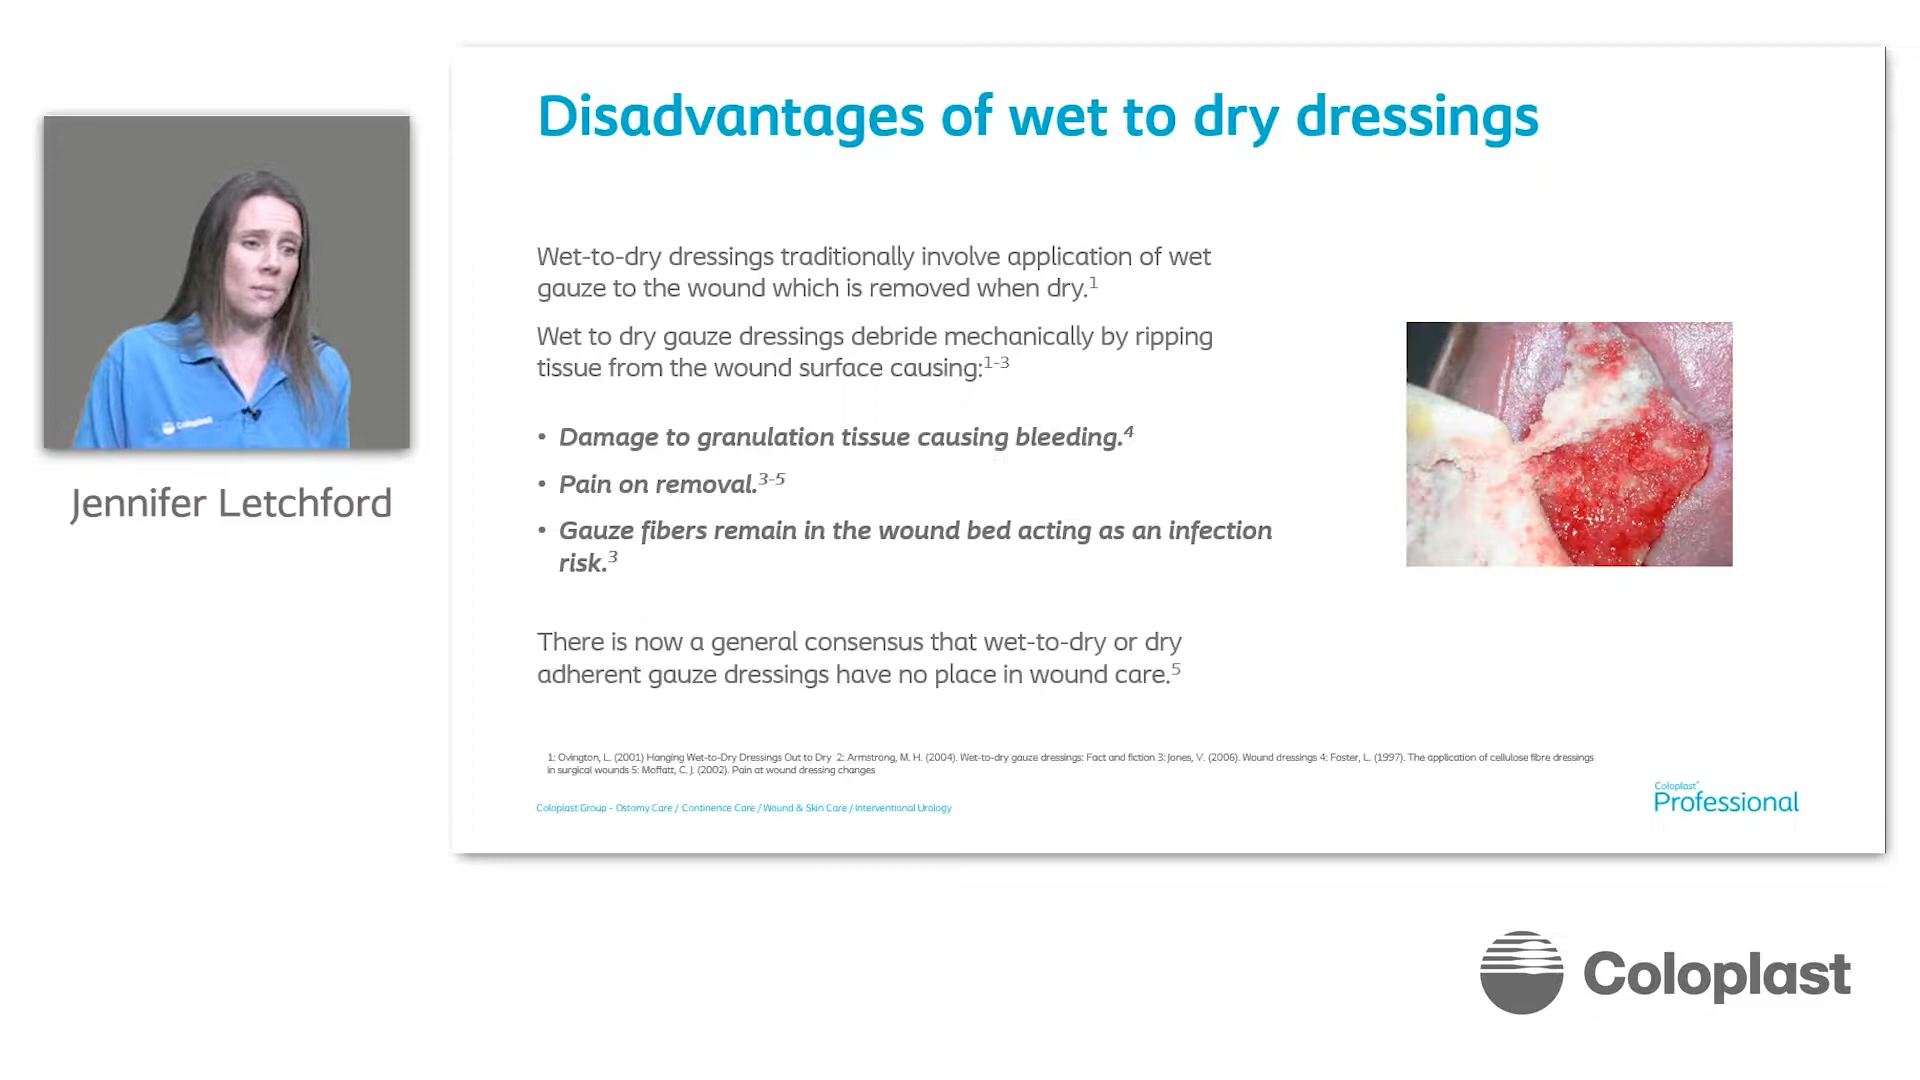 Disadvantages of wet to dry dressings
Wet-to-dry dressings traditionally involve application of wet
gauze to the wound which is removed when dry.1
Wet to dry gauze dressings debride mechanically by ripping
tissue from the wound surface causing:1-3
• Damage to granulation tissue causing bleeding.4
• Pain on removal.3-5
• Gauze fibers remain in the wound bed acting as an infection
risk.3
There is now a general consensus that wet-to-dry or dry
adherent gauze dressings have no place in wound care.5
1: Ovington, L. (2001) Hanging Wet-to-Dry Dressings Out to Dry 2: Armstrong, M. H. (2004). Wet-to-dry gauze dressings: Fact and fiction 3: Jones, V. (2006). Wound dressings 4: Foster, L. (1997). The application of cellulose fibre dressings
in surgical wounds 5: Moffatt, C. J. (2002). Pain at wound dressing changes
Coloplast Group - Ostomy Care / Continence Care / Wound & Skin Care / Interventional Urology
Coloplast®
Professional
Coloplast
Jennifer Letchford
Coloplast